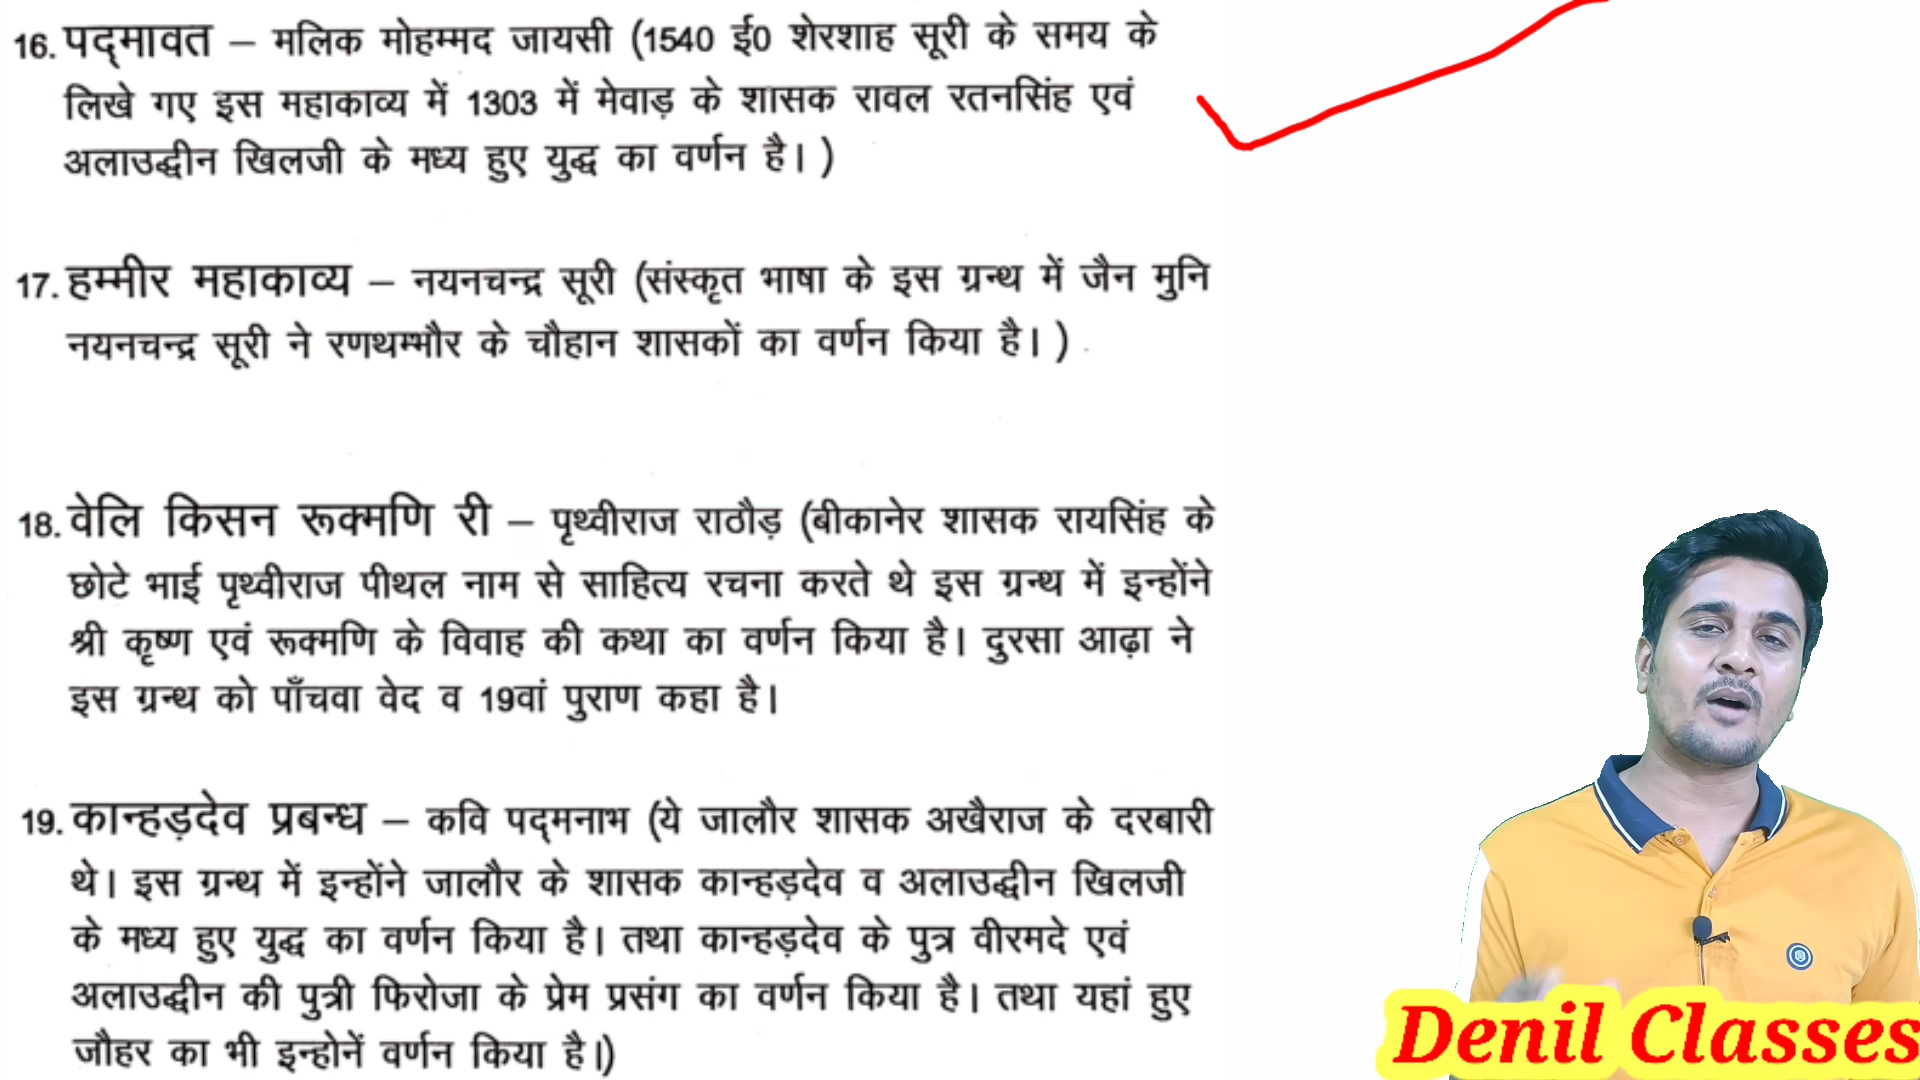 16. पद्मावत – मलिक मोहम्मद जायसी (1540 ई0 शेरशाह सूरी के समय के
लिखे गए इस महाकाव्य में 1303 में मेवाड़ के शासक रावल रतनसिंह एवं
अलाउद्धीन खिलजी के मध्य हुए युद्ध का वर्णन है। )
17. हम्मीर महाकाव्य – नयनचन्द्र सूरी (संस्कृत भाषा के इस ग्रन्थ में जैन मुनि
नयनचन्द्र सूरी ने रणथम्भौर के चौहान शासकों का वर्णन किया है। )
18. वेलि किसन रूक्मणि री – पृथ्वीराज राठौड़ (बीकानेर शासक रायसिंह के
छोटे भाई पृथ्वीराज पीथल नाम से साहित्य रचना करते थे इस ग्रन्थ में इन्होंने
श्री कृष्ण एवं रूक्मणि के विवाह की कथा का वर्णन किया है। दुरसा आढ़ा ने
इस ग्रन्थ को पाँचवा वेद व 19वां पुराण कहा है।
19. कान्हड़देव प्रबन्ध – कवि पद्मनाभ (ये जालौर शासक अखैराज के दरबारी
थे। इस ग्रन्थ में इन्होंने जालौर के शासक कान्हड़देव व अलाउद्धीन खिलजी
के मध्य हुए युद्ध का वर्णन किया है। तथा कान्हड़देव के पुत्र वीरमदे एवं
अलाउद्धीन की पुत्री फिरोजा के प्रेम प्रसंग का वर्णन किया है। तथा यहां हुए
जौहर का भी इन्होनें वर्णन किया है।)
Denil Classes